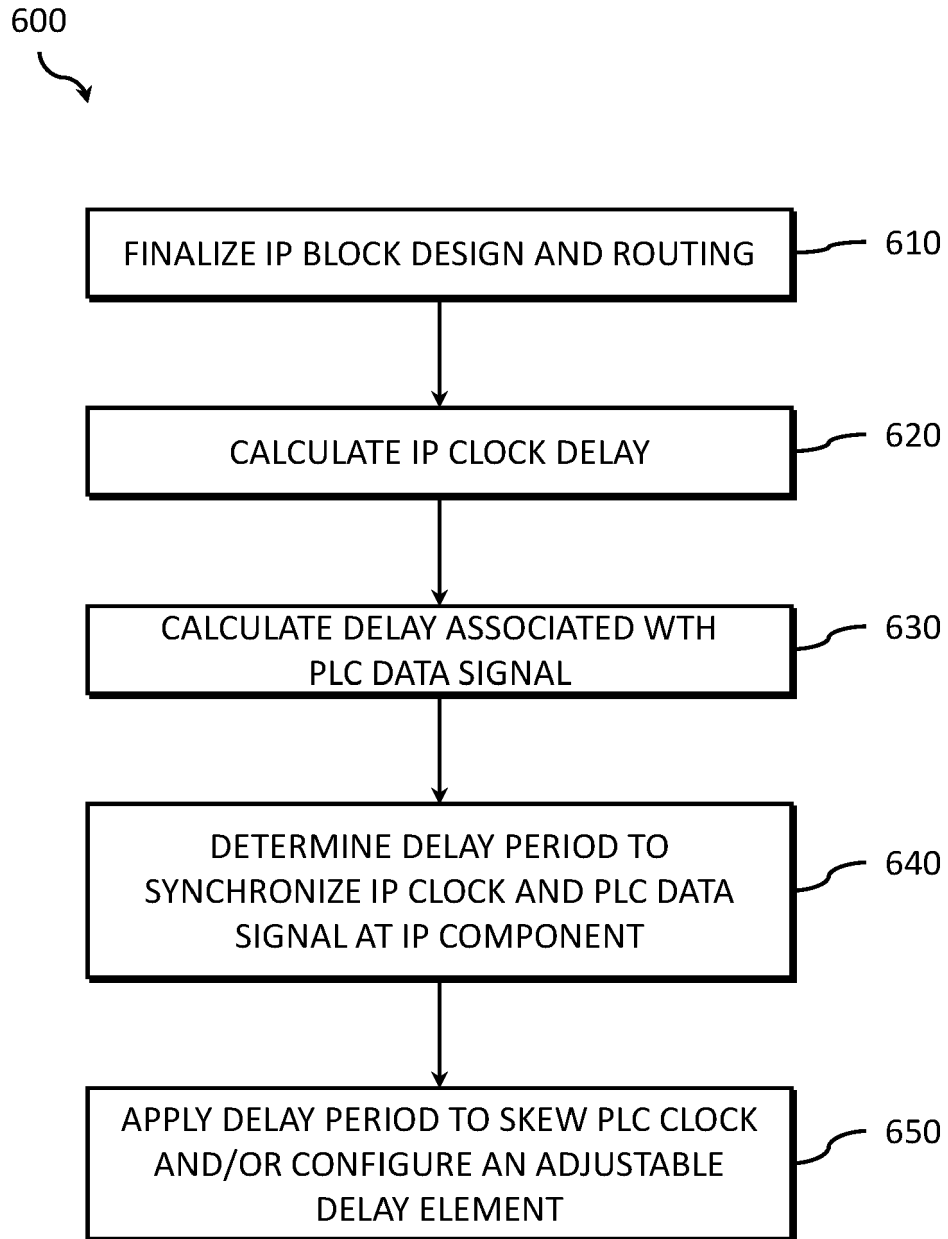 600
FINALIZE IP BLOCK DESIGN AND ROUTING
610
CALCULATE IP CLOCK DELAY
620
CALCULATE DELAY ASSOCIATED WTH
PLC DATA SIGNAL
630
DETERMINE DELAY PERIOD TO
SYNCHRONIZE IP CLOCK AND PLC DATA
SIGNAL AT IP COMPONENT
640
APPLY DELAY PERIOD TO SKEW PLC CLOCK
AND/OR CONFIGURE AN ADJUSTABLE
DELAY ELEMENT
650